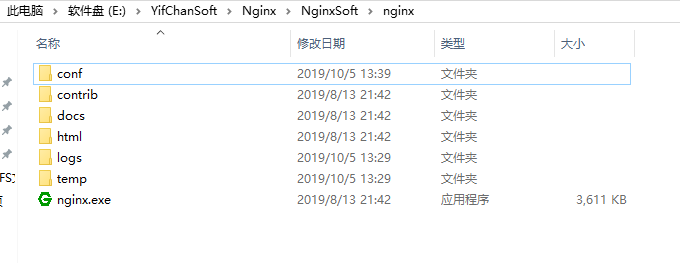 此电脑 > 软件盘 (E:) > YifChanSoft > Nginx > NginxSoft > nginx
名称 修改日期 类型 大小
conf 2019/10/5 13:39 文件夹
contrib 2019/8/13 21:42 文件夹
docs 2019/8/13 21:42 文件夹
html 2019/8/13 21:42 文件夹
logs 2019/10/5 13:29 文件夹
temp 2019/10/5 13:29 文件夹
nginx.exe 2019/8/13 21:42 应用程序 3,611 KB